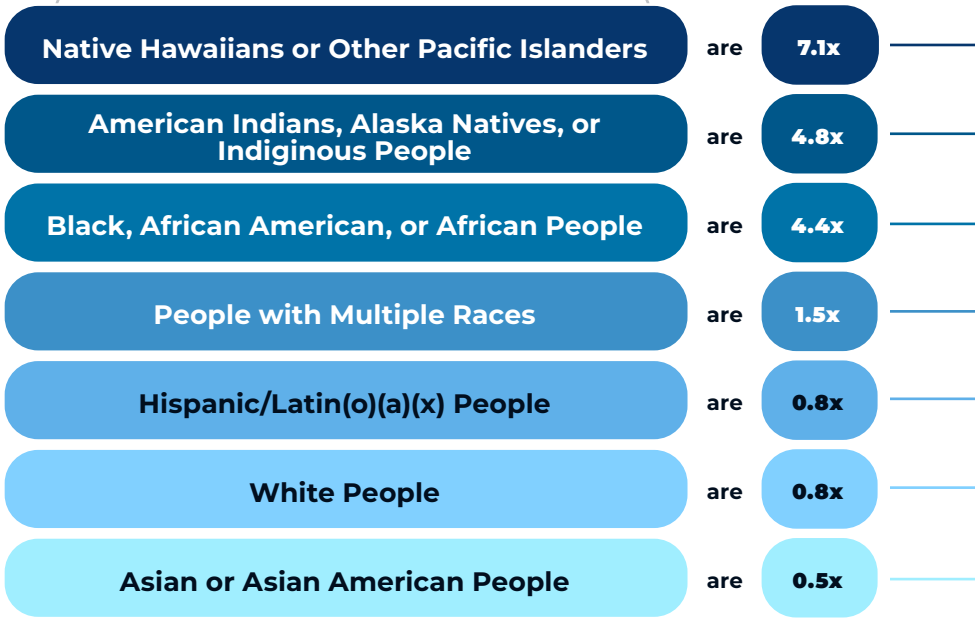 Native Hawaiians or Other Pacific Islanders are 7.1x
American Indians, Alaska Natives, or
Indiginous People are 4.8x
Black, African American, or African People are 4.4x
People with Multiple Races are 1.5x
Hispanic/Latin(o)(a)(x) People are 0.8x
White People are 0.8x
Asian or Asian American People are 0.5x